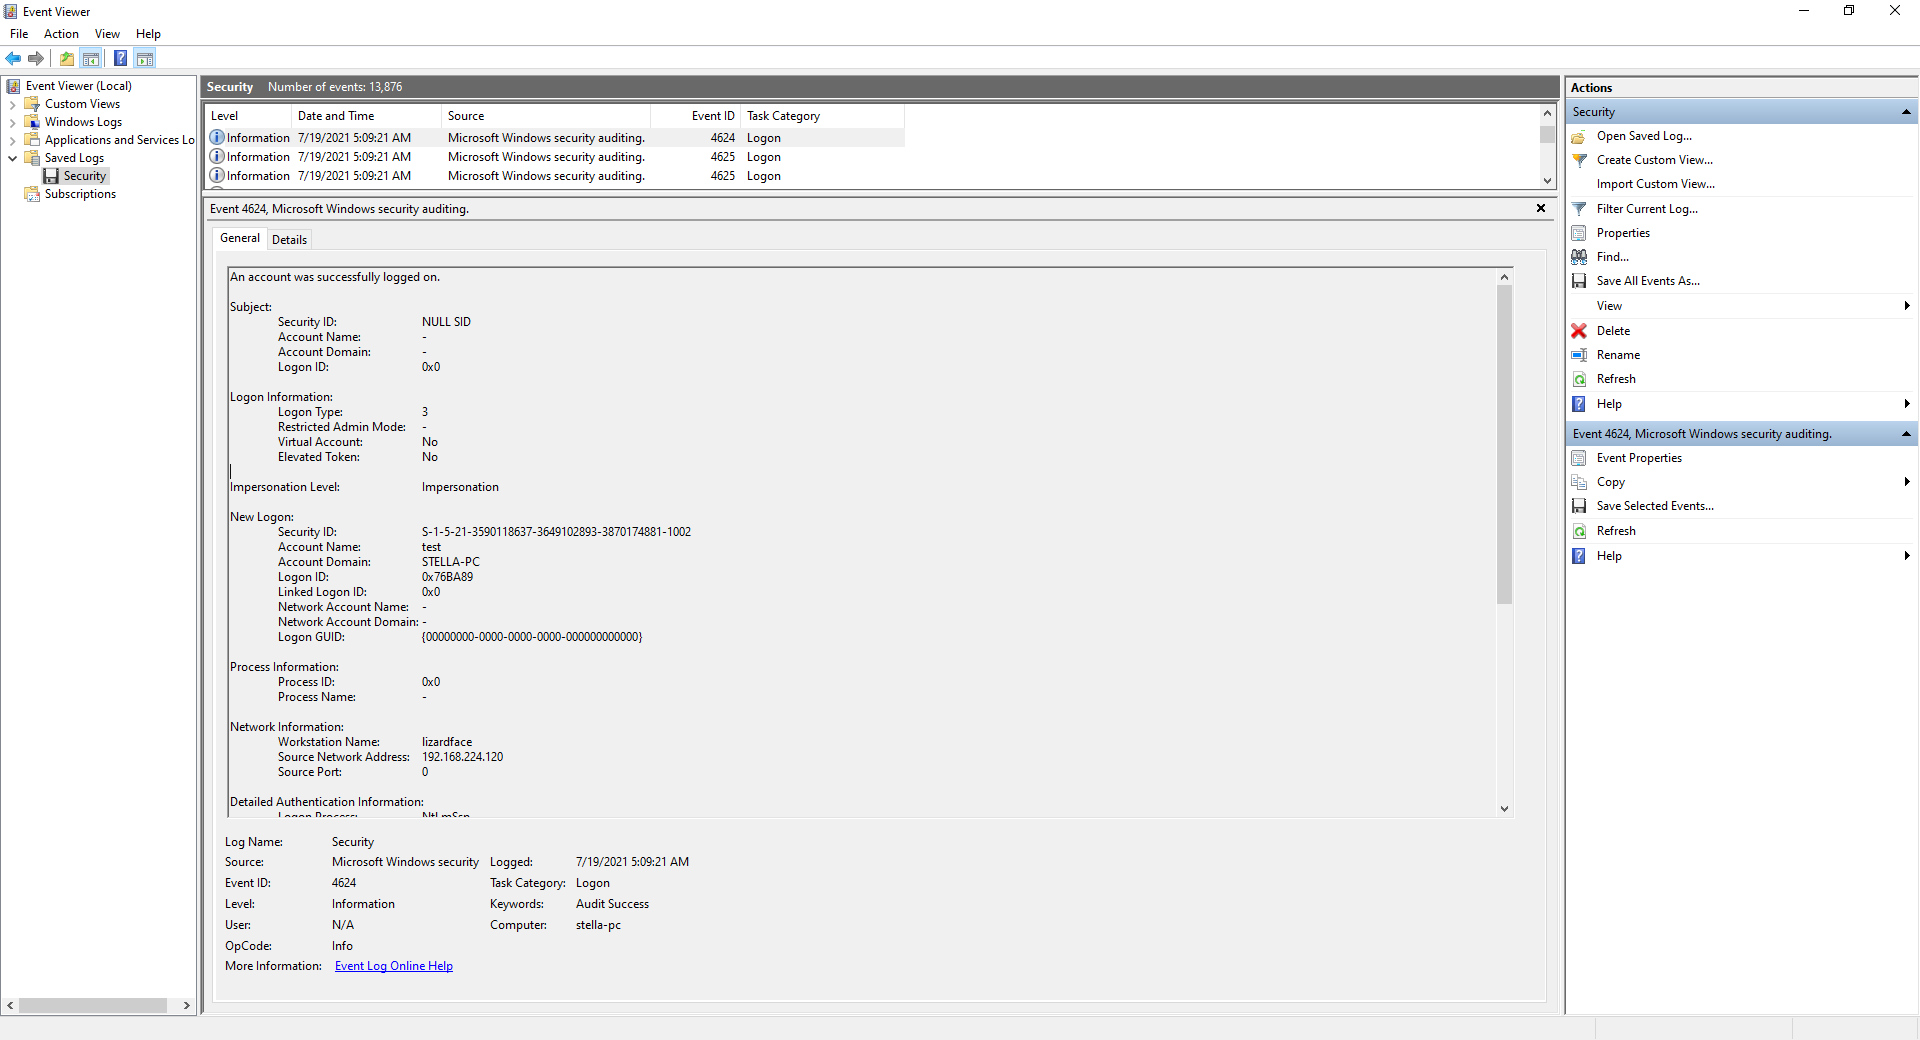 Event Viewer
File Action View Help
Event Viewer (Local)
Custom Views
Windows Logs
Applications and Services Lo
Saved Logs
Security
Subscriptions
Security Number of events: 13,876
Level Date and Time Source Event ID Task Category
Information 7/19/2021 5:09:21 AM Microsoft Windows security auditing. 4624 Logon
Information 7/19/2021 5:09:21 AM Microsoft Windows security auditing. 4625 Logon
Information 7/19/2021 5:09:21 AM Microsoft Windows security auditing. 4625 Logon
Event 4624, Microsoft Windows security auditing.
General Details
An account was successfully logged on.
Subject:
Security ID: NULL SID
Account Name: -
Account Domain: -
Logon ID: 0x0
Logon Information:
Logon Type: 3
Restricted Admin Mode: -
Virtual Account: No
Elevated Token: No
Impersonation Level: Impersonation
New Logon:
Security ID: S-1-5-21-3590118637-3649102893-3870174881-1002
Account Name: test
Account Domain: STELLA-PC
Logon ID: 0x76BA89
Linked Logon ID: 0x0
Network Account Name: -
Network Account Domain: -
Logon GUID: {00000000-0000-0000-0000-000000000000}
Process Information:
Process ID: 0x0
Process Name: -
Network Information:
Workstation Name: lizardface
Source Network Address: 192.168.224.120
Source Port: 0
Detailed Authentication Information:
Logon Process: NtLmSsp
Log Name: Security
Source: Microsoft Windows security Logged: 7/19/2021 5:09:21 AM
Event ID: 4624 Task Category: Logon
Level: Information Keywords: Audit Success
User: N/A Computer: stella-pc
OpCode: Info
More Information: Event Log Online Help
Actions
Security
Open Saved Log...
Create Custom View...
Import Custom View...
Filter Current Log...
Properties
Find...
Save All Events As...
View
Delete
Rename
Refresh
Help
Event 4624, Microsoft Windows security auditing.
Event Properties
Copy
Save Selected Events...
Refresh
Help